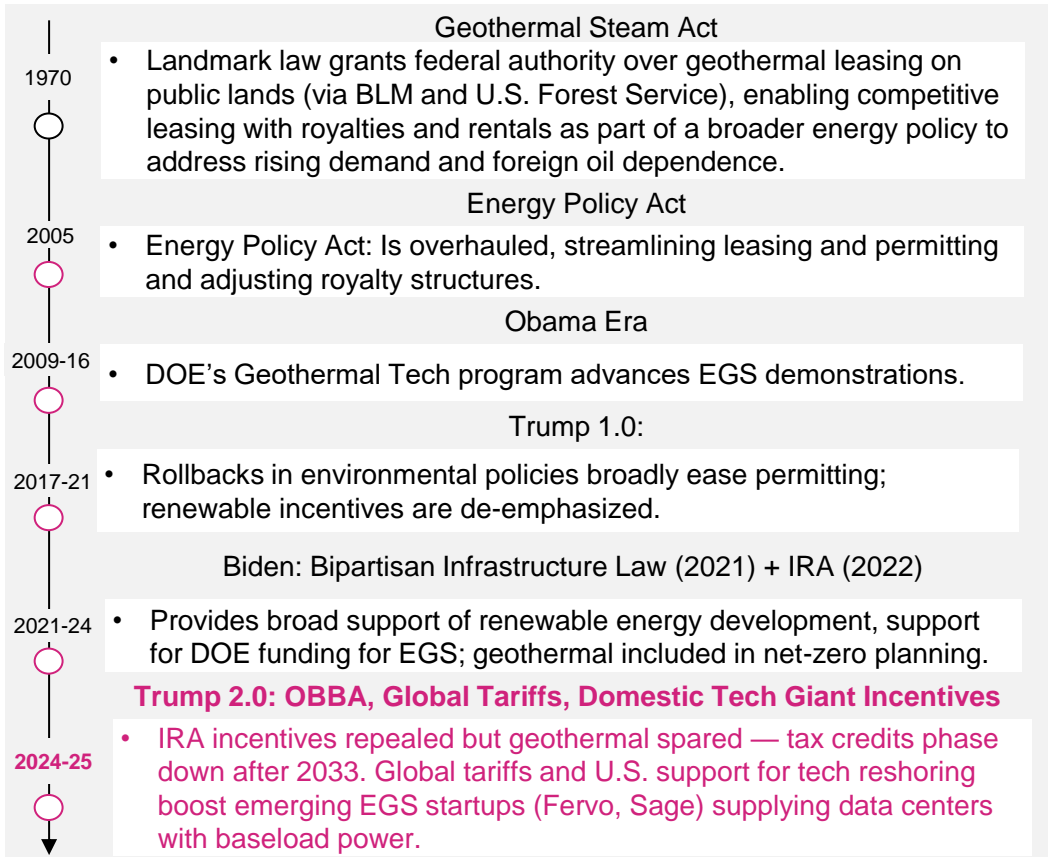 Geothermal Steam Act
1970
• Landmark law grants federal authority over geothermal leasing on
public lands (via BLM and U.S. Forest Service), enabling competitive
leasing with royalties and rentals as part of a broader energy policy to
address rising demand and foreign oil dependence.
Energy Policy Act
2005
• Energy Policy Act: Is overhauled, streamlining leasing and permitting
and adjusting royalty structures.
Obama Era
2009-16
• DOE’s Geothermal Tech program advances EGS demonstrations.
Trump 1.0:
2017-21
• Rollbacks in environmental policies broadly ease permitting;
renewable incentives are de-emphasized.
Biden: Bipartisan Infrastructure Law (2021) + IRA (2022)
2021-24
• Provides broad support of renewable energy development, support
for DOE funding for EGS; geothermal included in net-zero planning.
Trump 2.0: OBBA, Global Tariffs, Domestic Tech Giant Incentives
2024-25
• IRA incentives repealed but geothermal spared — tax credits phase
down after 2033. Global tariffs and U.S. support for tech reshoring
boost emerging EGS startups (Fervo, Sage) supplying data centers
with baseload power.